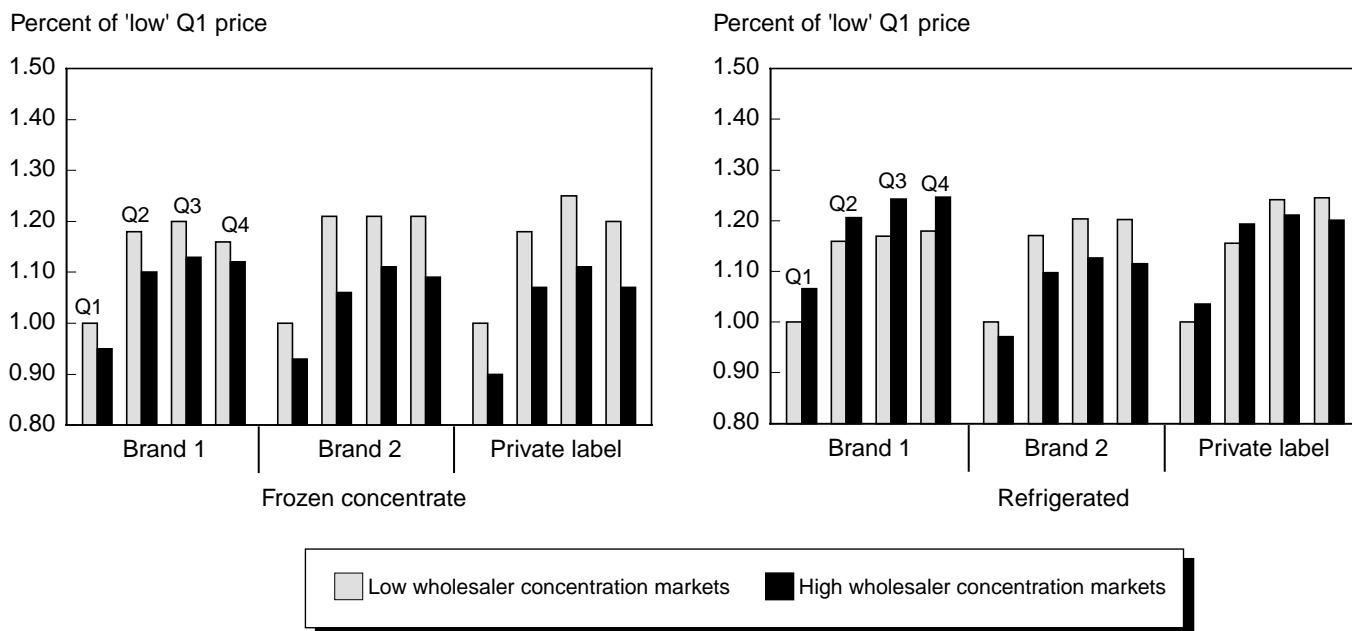 Percent of 'low' Q1 price
1.50
1.40
1.30
1.20
1.10
1.00
0.90
0.80
Q1
Q2
Q3
Q4
Brand 1
Brand 2
Private label
Frozen concentrate
Percent of 'low' Q1 price
1.50
1.40
1.30
1.20
1.10
1.00
0.90
0.80
Q1
Q2
Q3
Q4
Brand 1
Brand 2
Private label
Refrigerated
Low wholesaler concentration markets
High wholesaler concentration markets